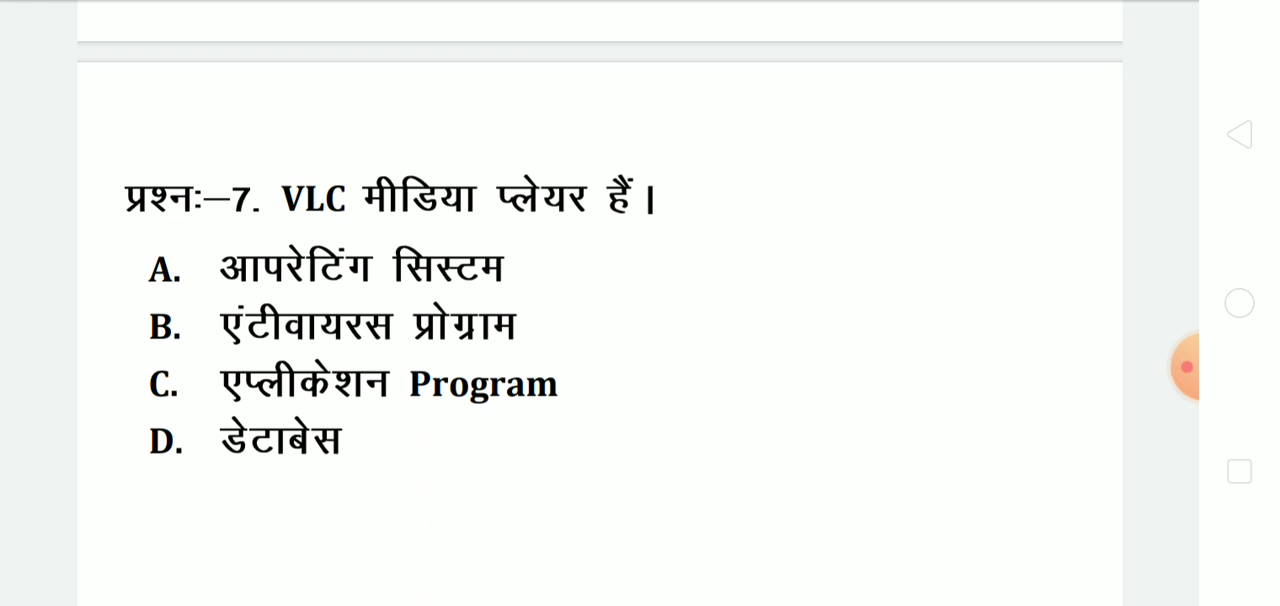 प्रश्नः–7. VLC मीडिया प्लेयर हैं।
A. आपरेटिंग सिस्टम
B. एंटीवायरस प्रोग्राम
C. एप्लीकेशन Program
D. डेटाबेस